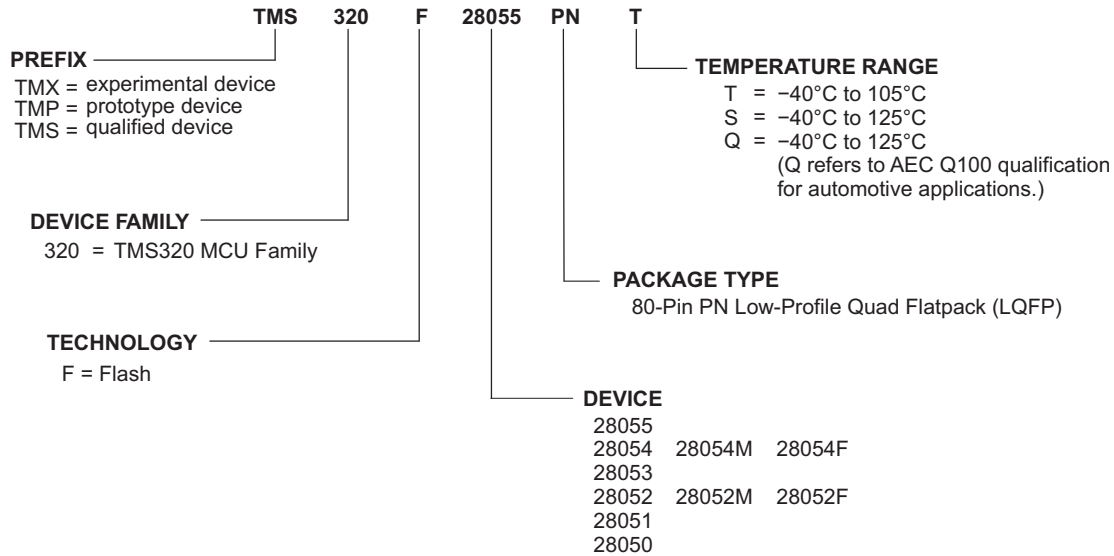 TMS 320 F 28055 PN T
PREFIX
TMX = experimental device
TMP = prototype device
TMS = qualified device
DEVICE FAMILY
320 = TMS320 MCU Family
TECHNOLOGY
F = Flash
TEMPERATURE RANGE
T = −40°C to 105°C
S = −40°C to 125°C
Q = −40°C to 125°C
(Q refers to AEC Q100 qualification
for automotive applications.)
PACKAGE TYPE
80-Pin PN Low-Profile Quad Flatpack (LQFP)
DEVICE
28055
28054 28054M 28054F
28053
28052 28052M 28052F
28051
28050